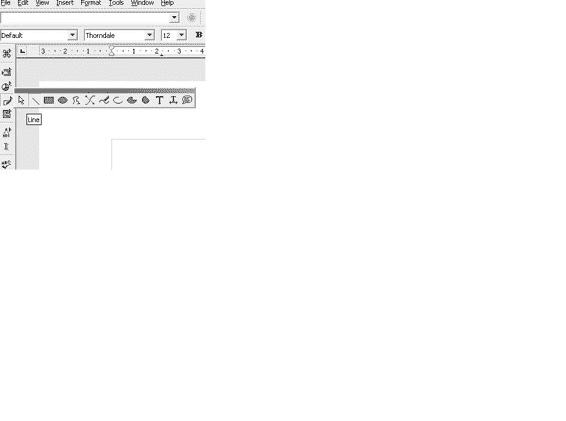 File Edit View Insert Format Tools Window Help
Default Thorndale 12 B
3 2 1 1 2 3 4
Line